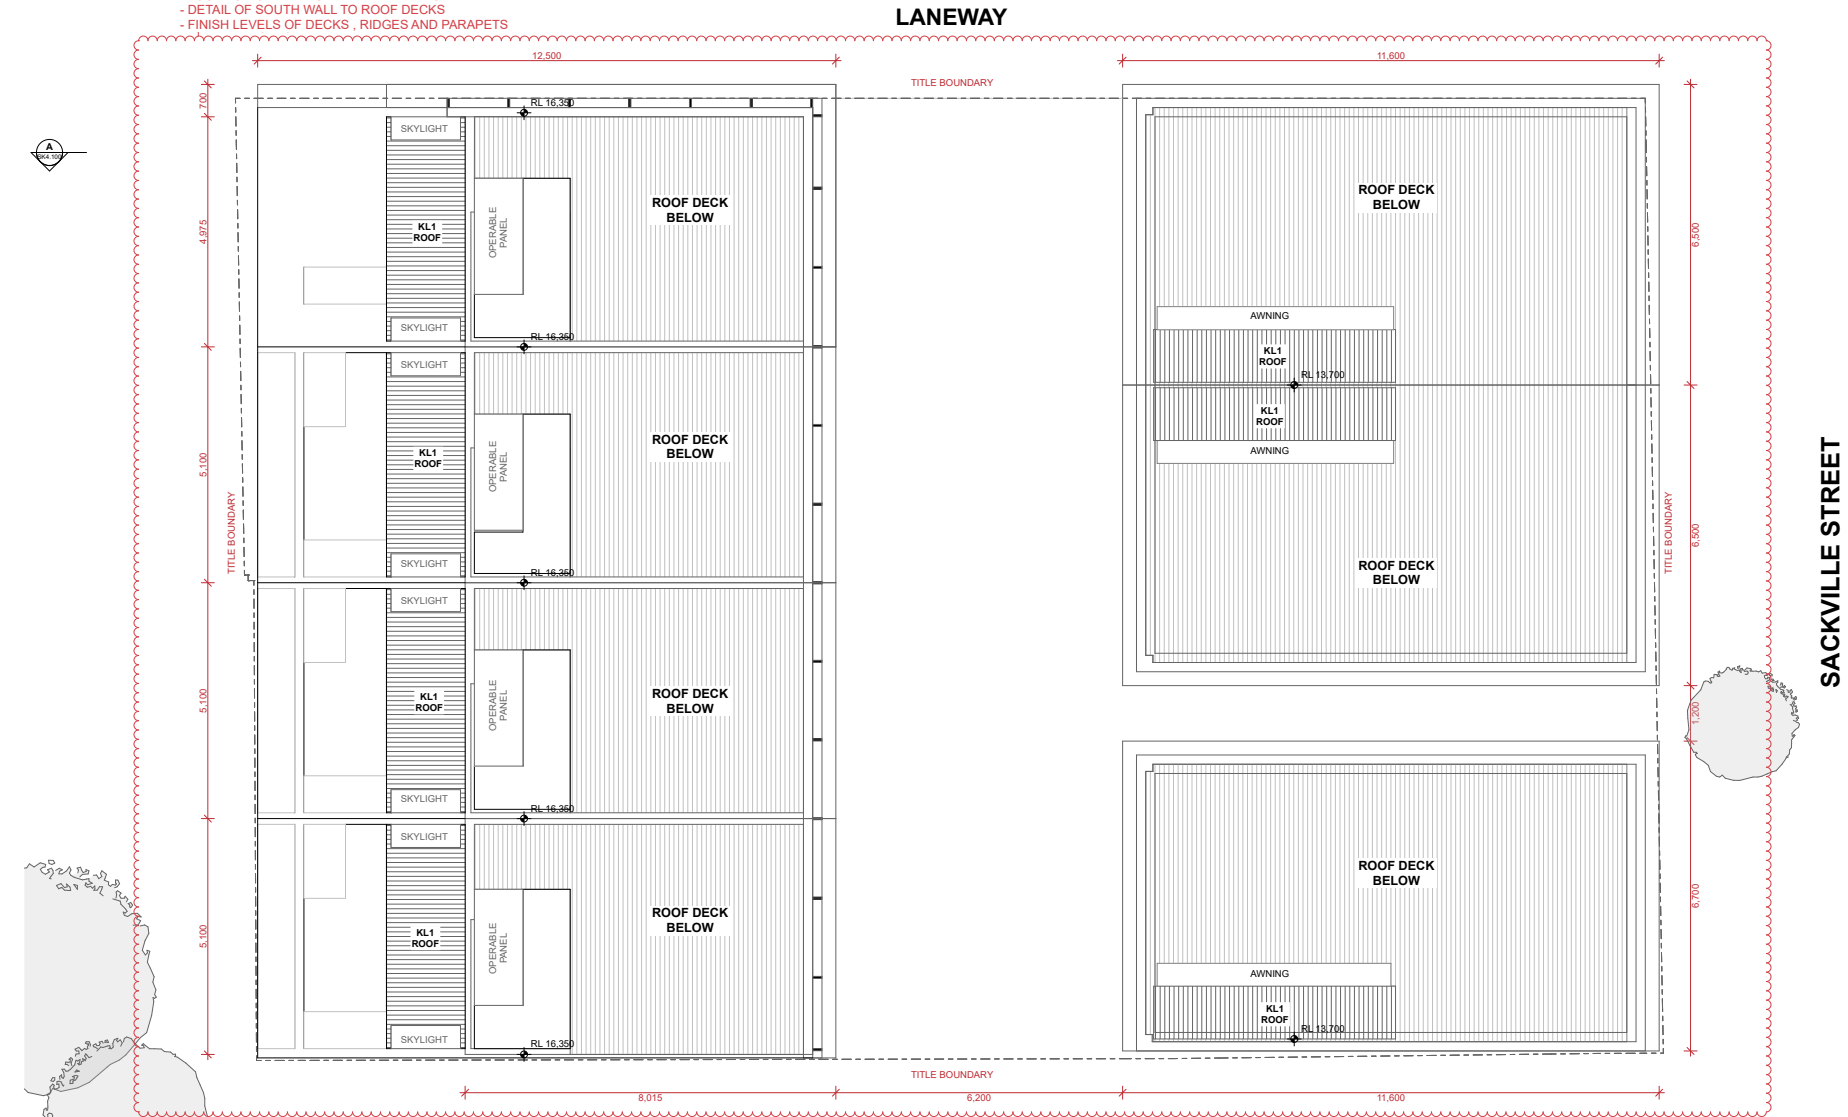 - DETAIL OF SOUTH WALL TO ROOF DECKS
- FINISH LEVELS OF DECKS , RIDGES AND PARAPETS
LANEWAY
12,500
11,600
TITLE BOUNDARY
700
RL 16,350
SKYLIGHT
A
SK4.100
ROOF DECK
BELOW
ROOF DECK
BELOW
4,975
KL1
ROOF
OPERABLE
PANEL
6,500
AWNING
SKYLIGHT
RL 16,350
KL1
ROOF
SKYLIGHT
RL 13,700
KL1
ROOF
ROOF DECK
BELOW
AWNING
5,100
KL1
ROOF
OPERABLE
PANEL
TITLE BOUNDARY
TITLE BOUNDARY
6,500
SACKVILLE STREET
SKYLIGHT
RL 16,350
ROOF DECK
BELOW
SKYLIGHT
5,100
KL1
ROOF
OPERABLE
PANEL
ROOF DECK
BELOW
1,200
SKYLIGHT
RL 16,350
SKYLIGHT
ROOF DECK
BELOW
5,100
KL1
ROOF
OPERABLE
PANEL
ROOF DECK
BELOW
6,700
AWNING
KL1
ROOF
RL 13,700
SKYLIGHT
RL 16,350
TITLE BOUNDARY
8,015
6,200
11,600